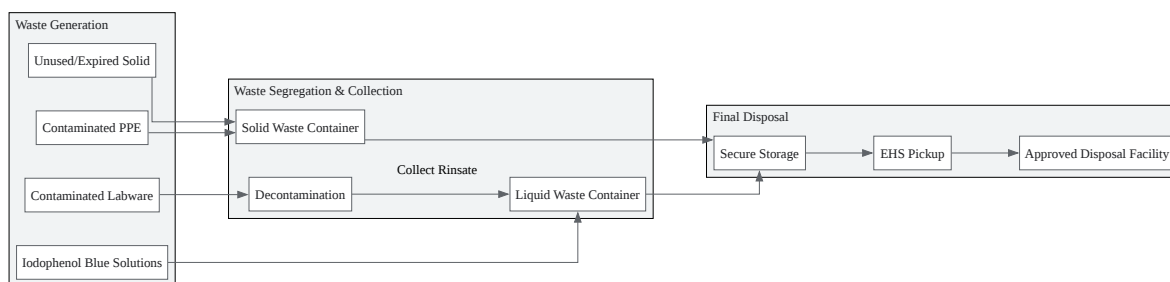 Waste Generation
Unused/Expired Solid
Contaminated PPE
Contaminated Labware
Iodophenol Blue Solutions
Waste Segregation & Collection
Solid Waste Container
Collect Rinsate
Decontamination
Liquid Waste Container
Final Disposal
Secure Storage
EHS Pickup
Approved Disposal Facility